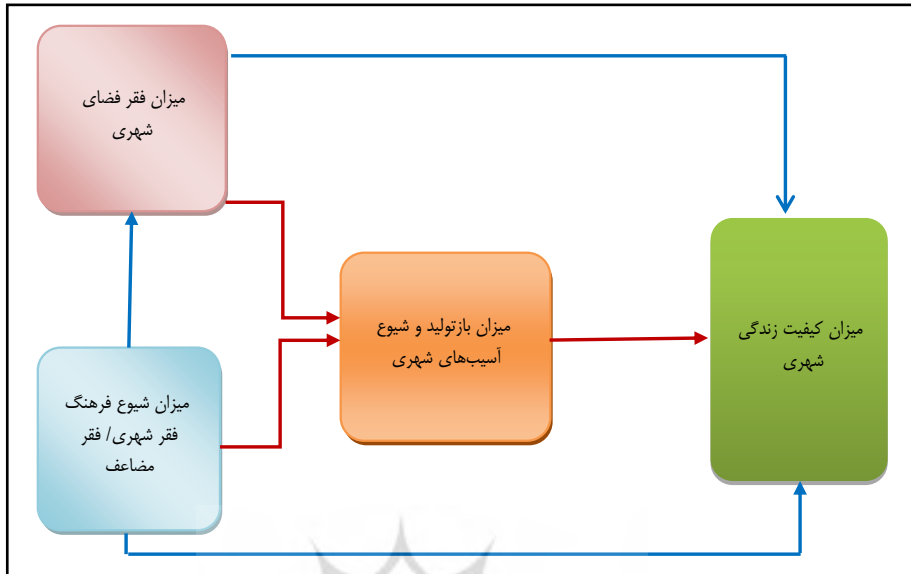 میزان فقر فضای
شهری
میزان بازتولید و شیوع
آسیب‌های شهری
میزان کیفیت زندگی
شهری
میزان شیوع فرهنگ
فقر شهری/ فقر
مضاعف